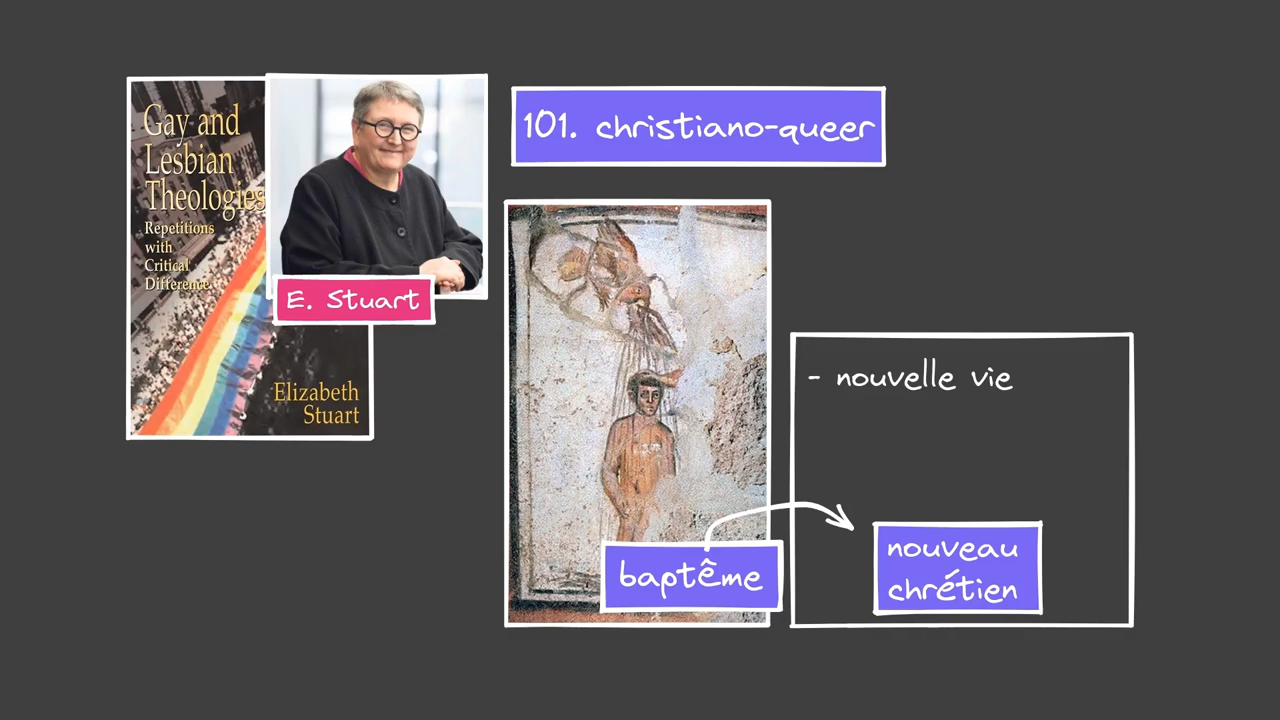 Gay and
Lesbian
Theologies
Repetitions
with
Critical
Difference
Elizabeth
Stuart
E. Stuart
101. christiano-queer
baptême
- nouvelle vie
nouveau
chrétien